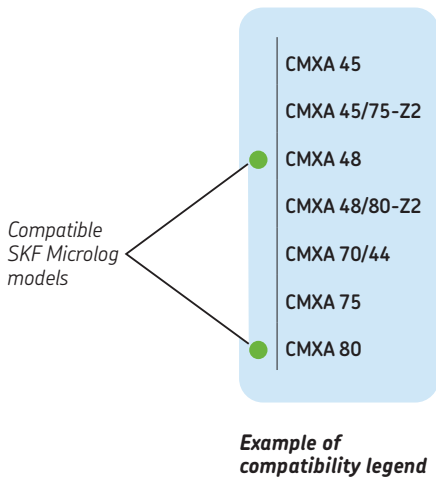 CMXA 45
CMXA 45/75-Z2
CMXA 48
CMXA 48/80-Z2
CMXA 70/44
CMXA 75
CMXA 80
Compatible
SKF Microlog
models
Example of
compatibility legend